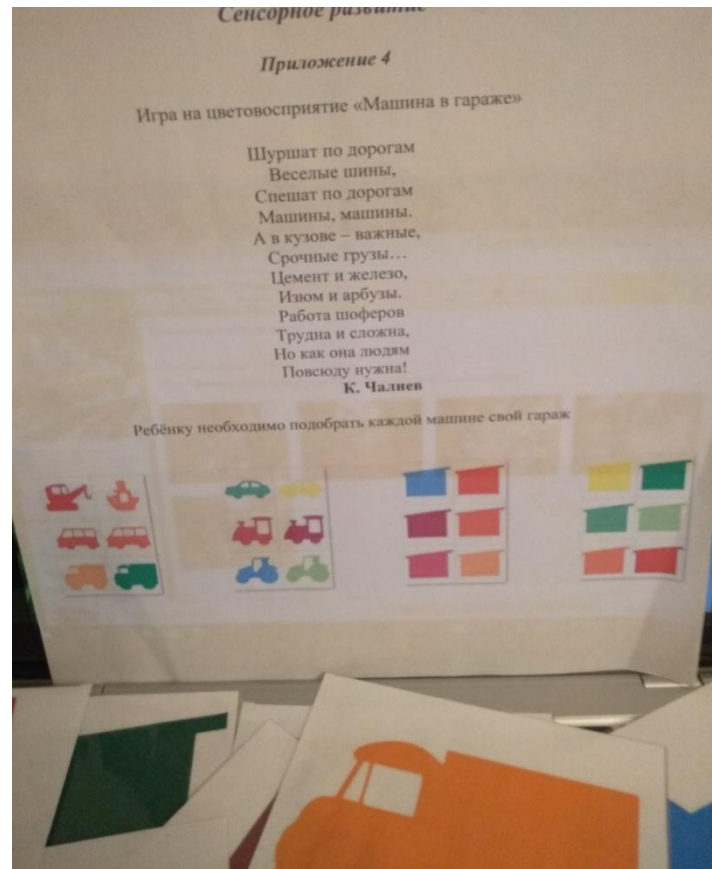 Сенсорное развитие
Приложение 4
Игра на цветовосприятие «Машина в гараже»
Шуршат по дорогам
Веселые шины,
Спешат по дорогам
Машины, машины.
А в кузове – важные,
Срочные грузы…
Цемент и железо,
Изюм и арбузы.
Работа шоферов
Трудна и сложна,
Но как она людям
Повсюду нужна!
К. Чалиев
Ребёнку необходимо подобрать каждой машине свой гараж